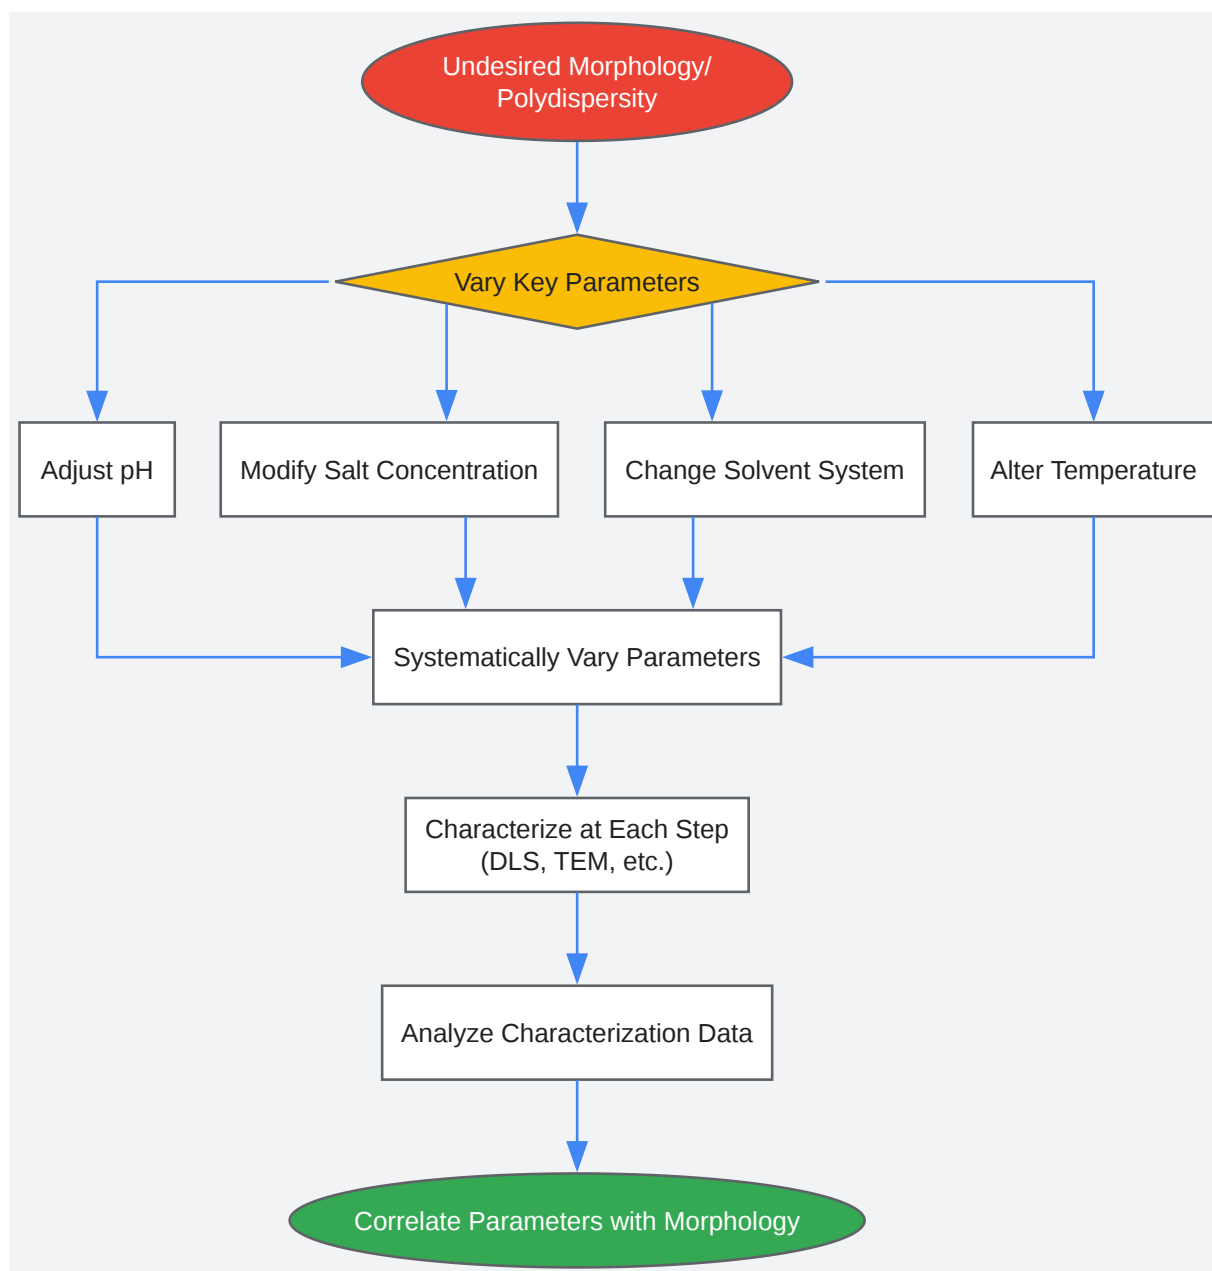 Undesired Morphology/
Polydispersity
Vary Key Parameters
Adjust pH
Modify Salt Concentration
Change Solvent System
Alter Temperature
Systematically Vary Parameters
Characterize at Each Step
(DLS, TEM, etc.)
Analyze Characterization Data
Correlate Parameters with Morphology